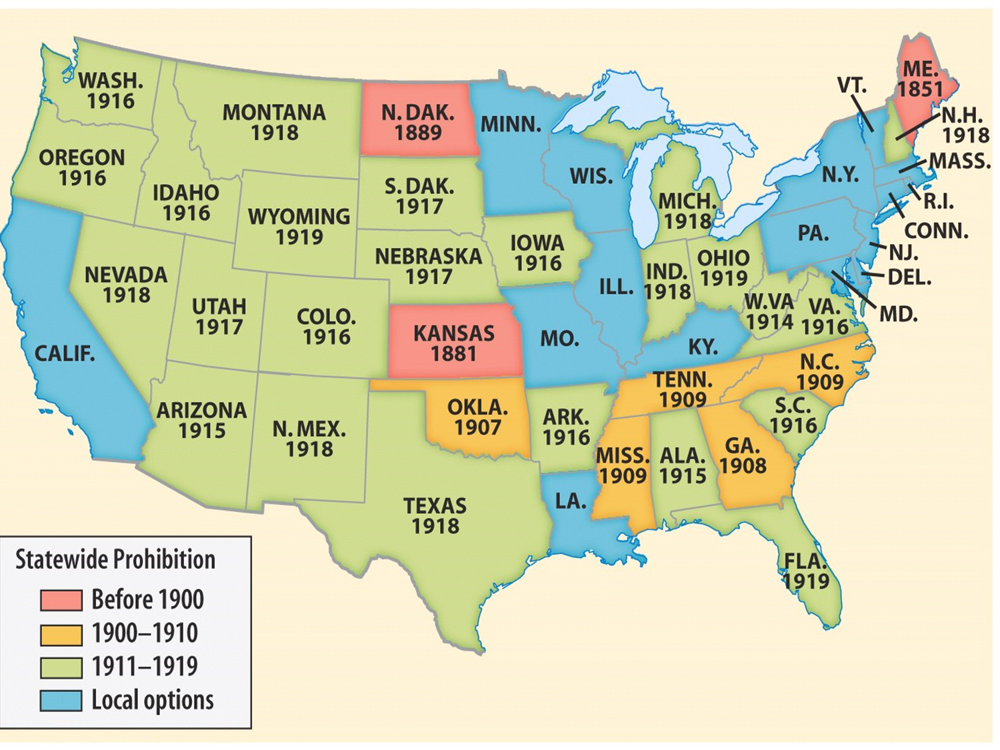 WASH.
1916
OREGON
1916
MONTANA
1918
IDAHO
1916
WYOMING
1919
NEVADA
1918
UTAH
1917
COLO.
1916
CALIF.
ARIZONA
1915
N. MEX.
1918
N. DAK.
1889
S. DAK.
1917
NEBRASKA
1917
KANSAS
1881
OKLA.
1907
TEXAS
1918
MINN.
IOWA
1916
MO.
ARK.
1916
LA.
WIS.
ILL.
MICH.
1918
IND.
1918
OHIO
1919
KY.
TENN.
1909
MISS.
1909
ALA.
1915
GA.
1908
FLA.
1919
S.C.
1916
N.C.
1909
W.VA
1914
VA.
1916
PA.
N.Y.
VT.
ME.
1851
N.H.
1918
MASS.
R.I.
CONN.
NJ.
DEL.
MD.
Statewide Prohibition
Before 1900
1900–1910
1911–1919
Local options